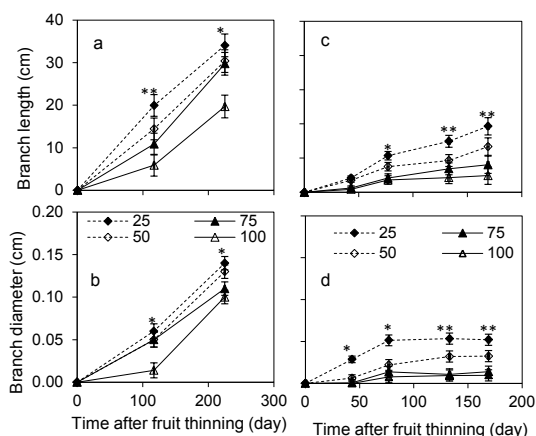 40
30
20
10
0
Branch length (cm)
a
**
*
c
*
**
**
0.20
0.15
0.10
0.05
0.00
Branch diameter (cm)
25 75
50 100
b
*
*
25 75
50 100
d
*
*
**
**
0 100 200 300
0 50 100 150 200
Time after fruit thinning (day)
Time after fruit thinning (day)